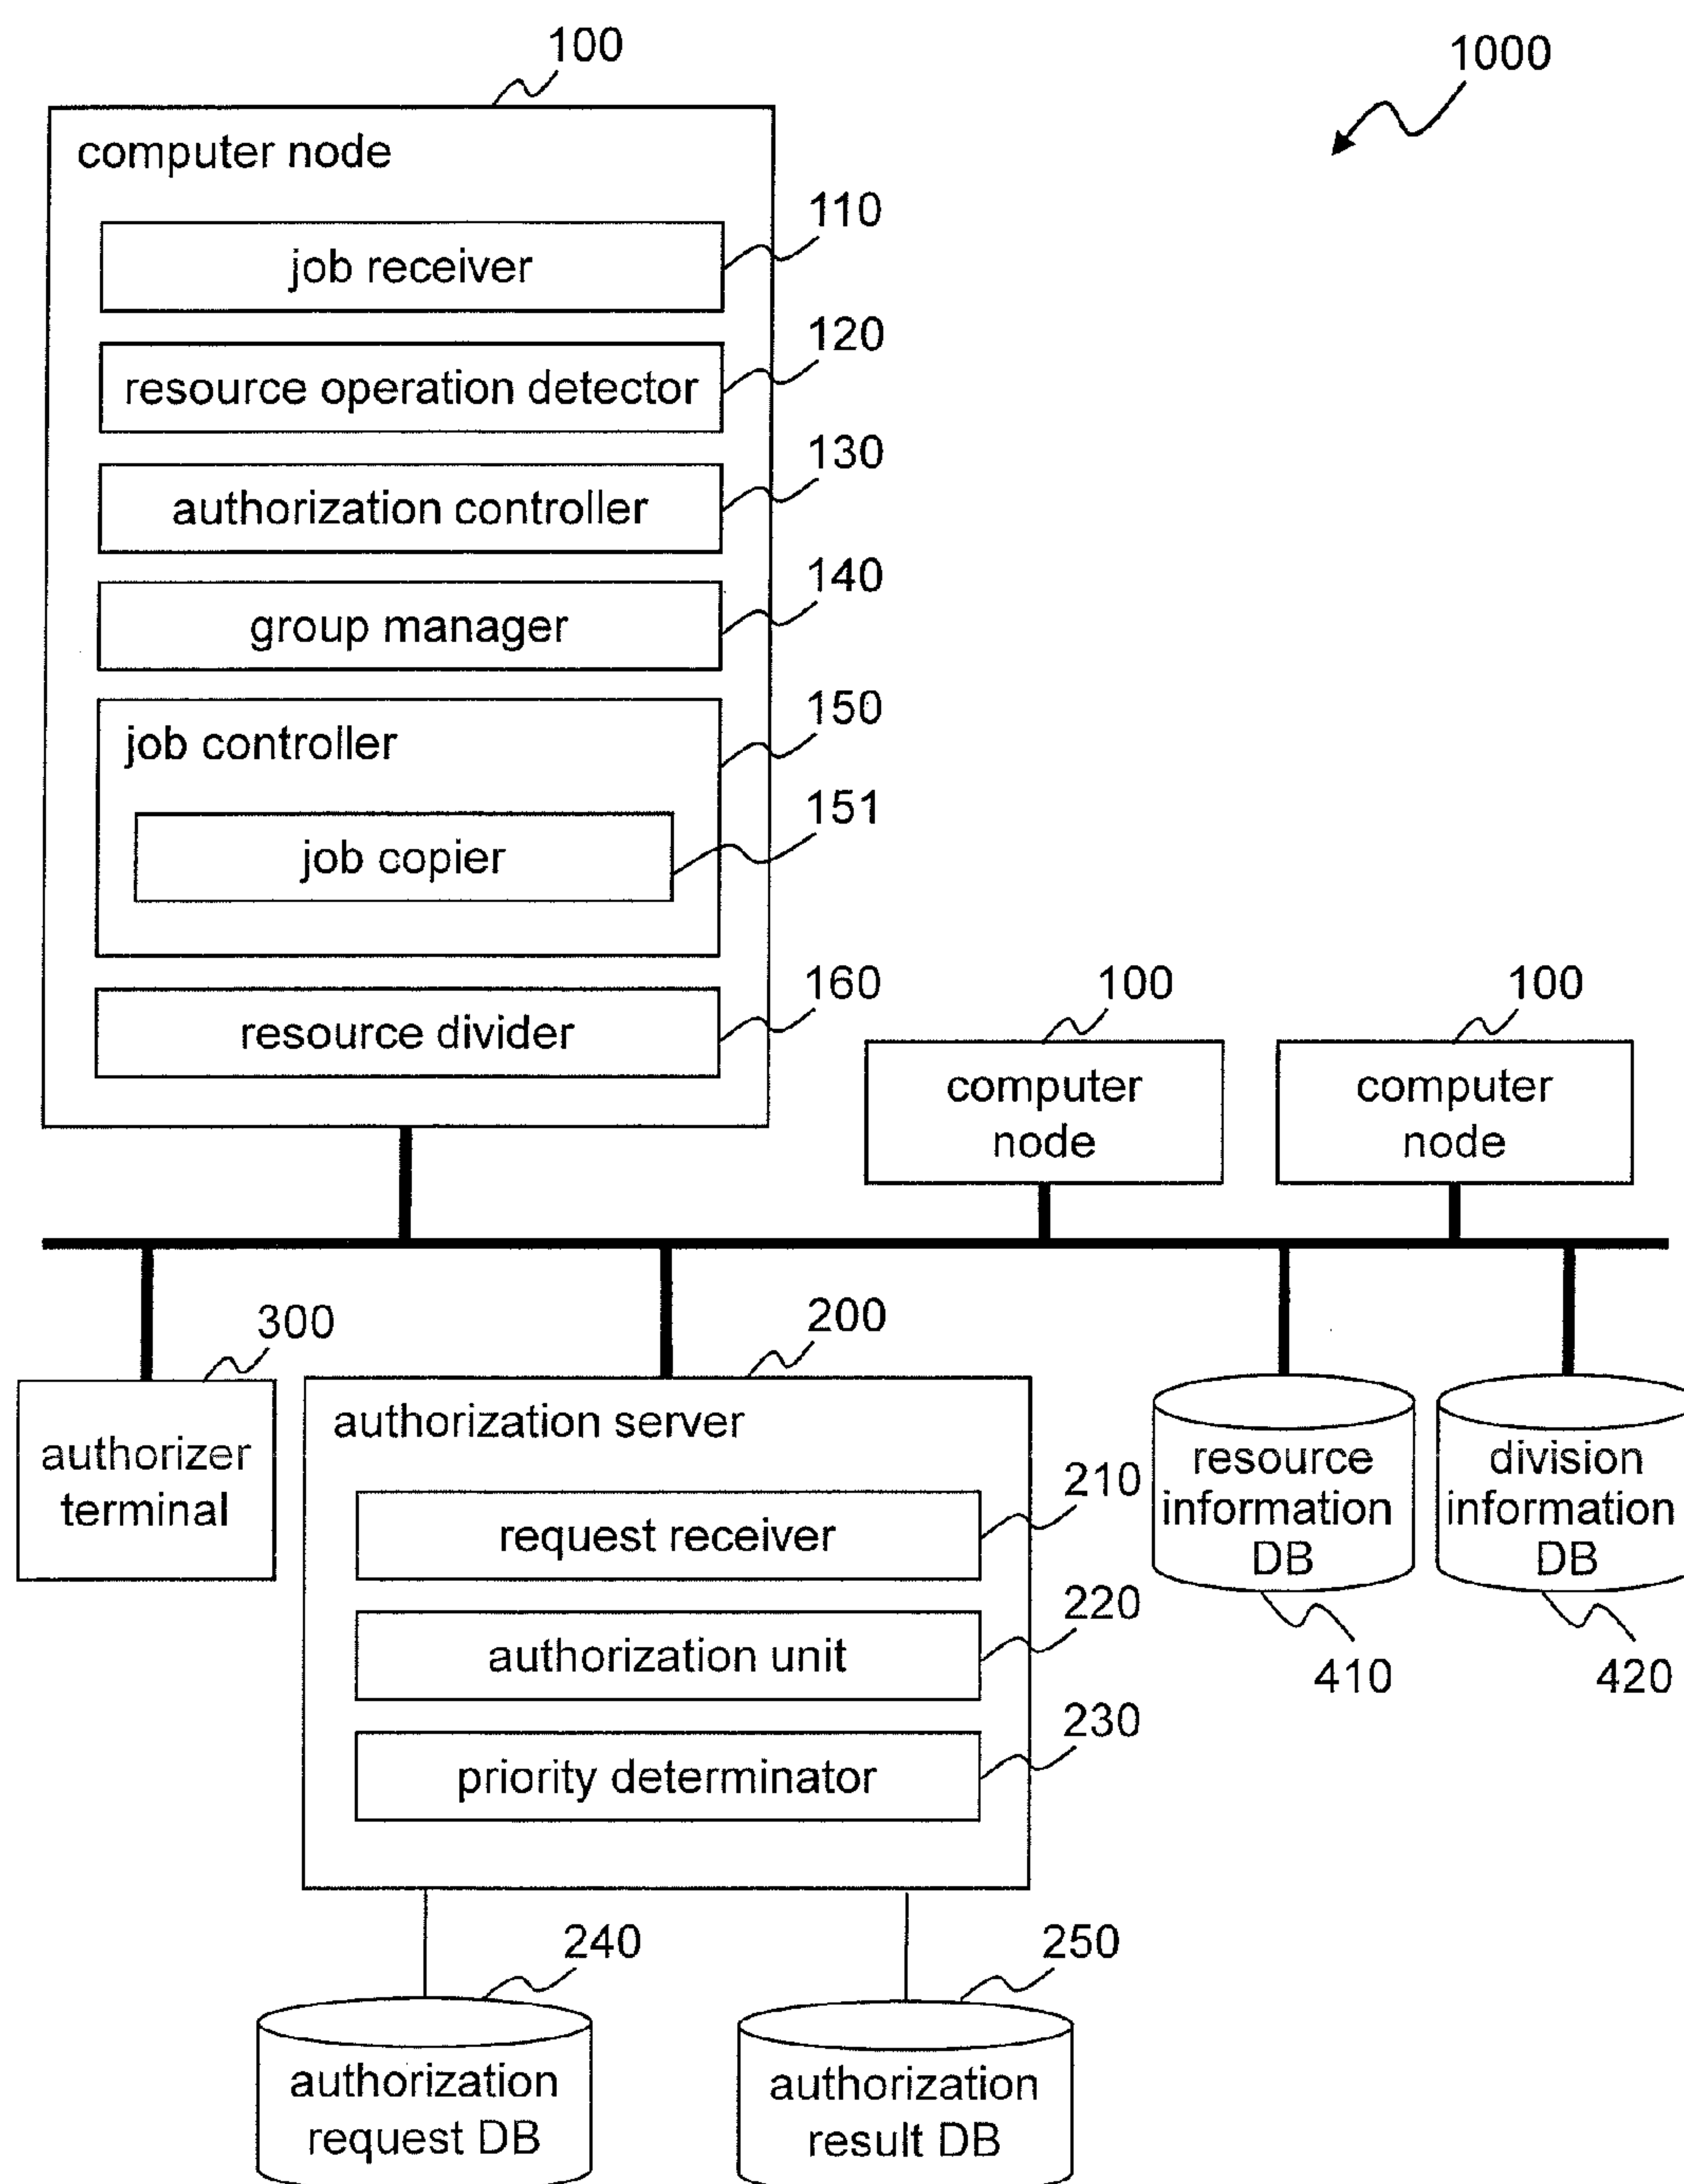 100
1000
computer node
110
job receiver
120
resource operation detector
130
authorization controller
140
group manager
150
job controller
151
job copier
160
resource divider
100
computer
node
100
computer
node
300
authorizer
terminal
200
authorization server
210
request receiver
220
authorization unit
230
priority determinator
resource
information
DB
410
division
information
DB
420
240
authorization
request DB
250
authorization
result DB